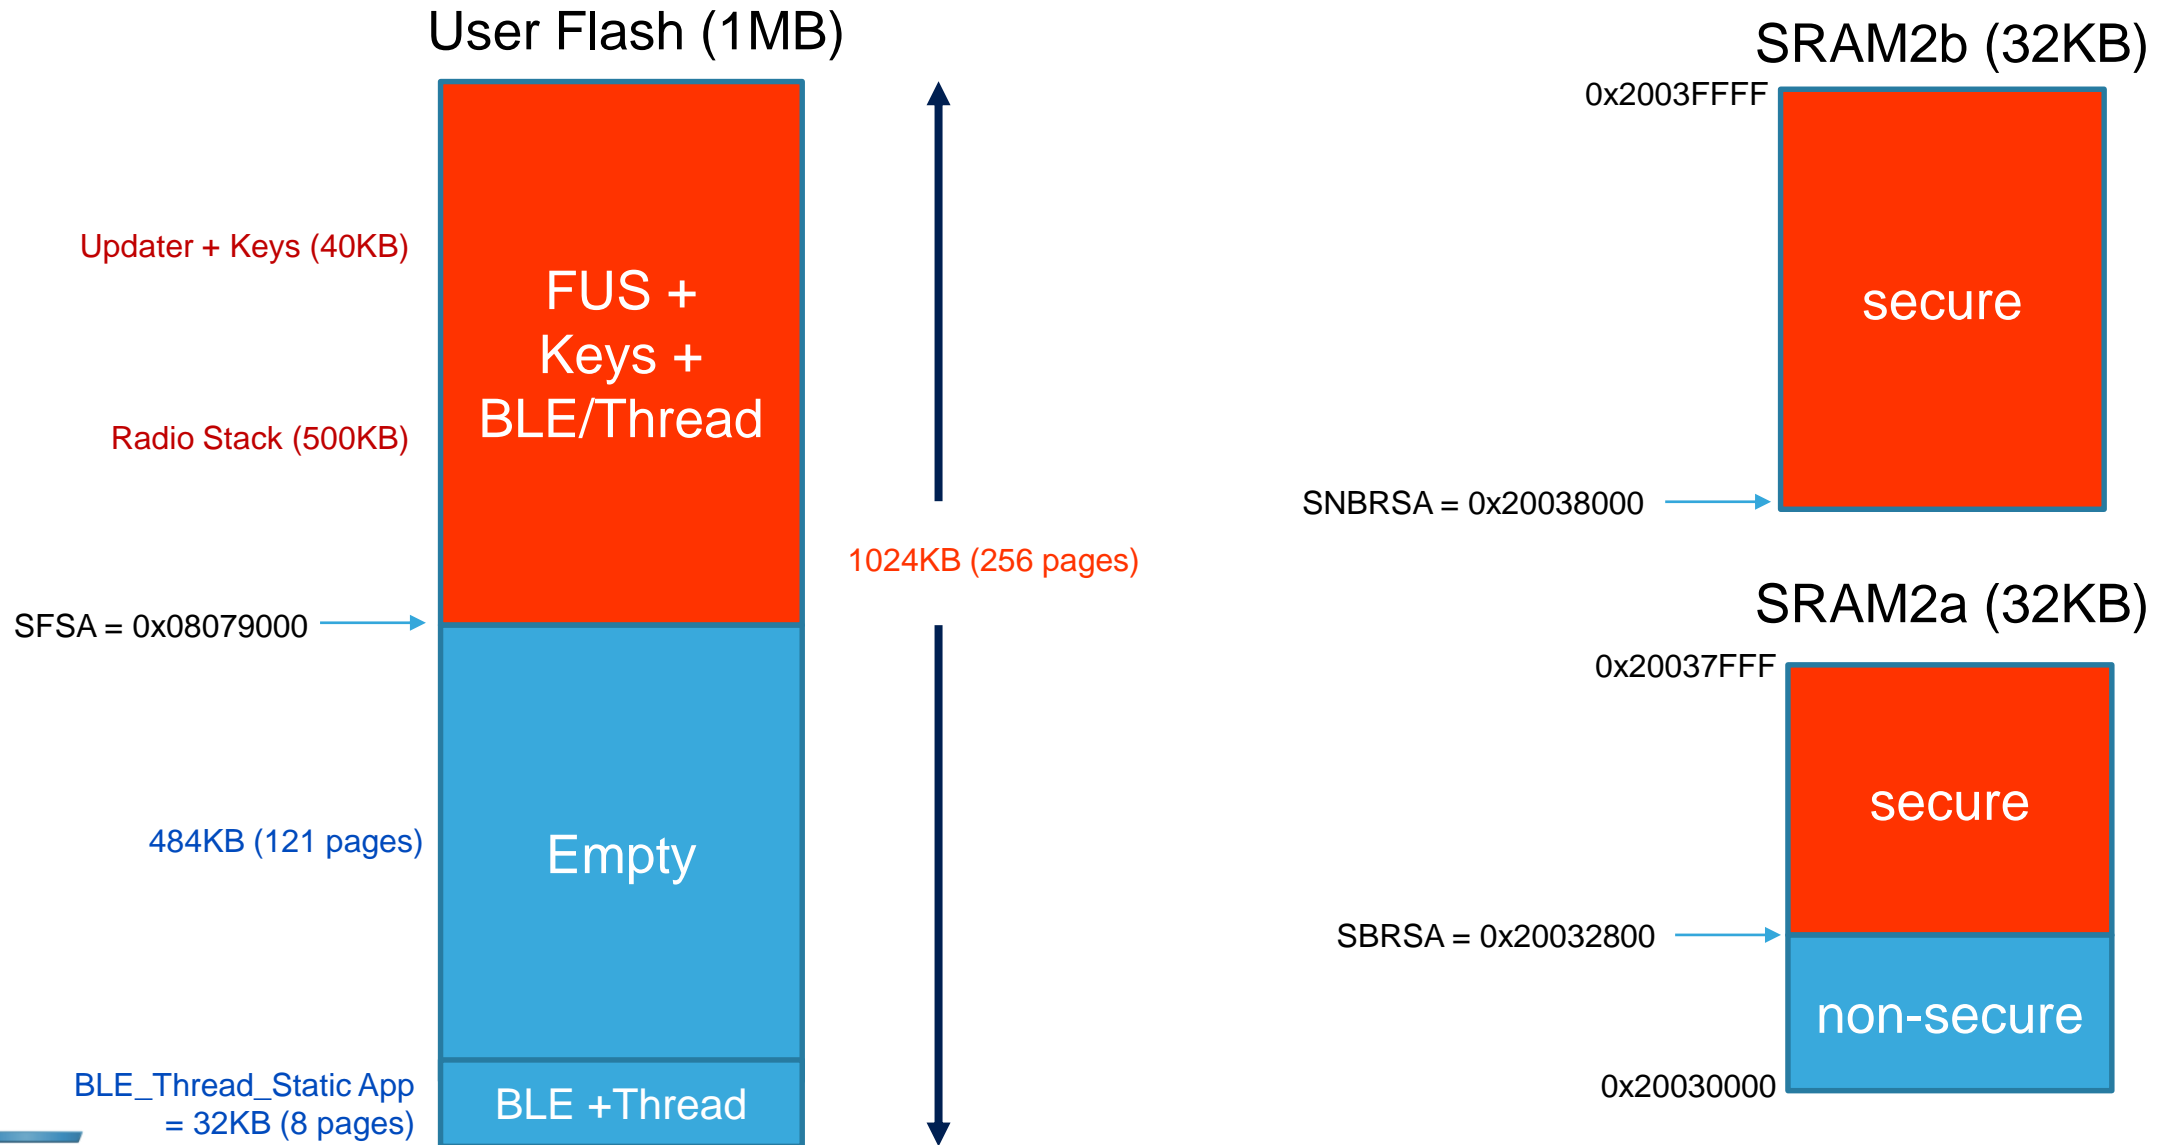 User Flash (1MB)
Updater + Keys (40KB)
Radio Stack (500KB)
FUS +
Keys +
BLE/Thread
SFSA = 0x08079000
1024KB (256 pages)
484KB (121 pages)
Empty
BLE_Thread_Static App
= 32KB (8 pages)
BLE +Thread
SRAM2b (32KB)
0x2003FFFF
secure
SNBRSA = 0x20038000
SRAM2a (32KB)
0x20037FFF
secure
SBRSA = 0x20032800
non-secure
0x20030000